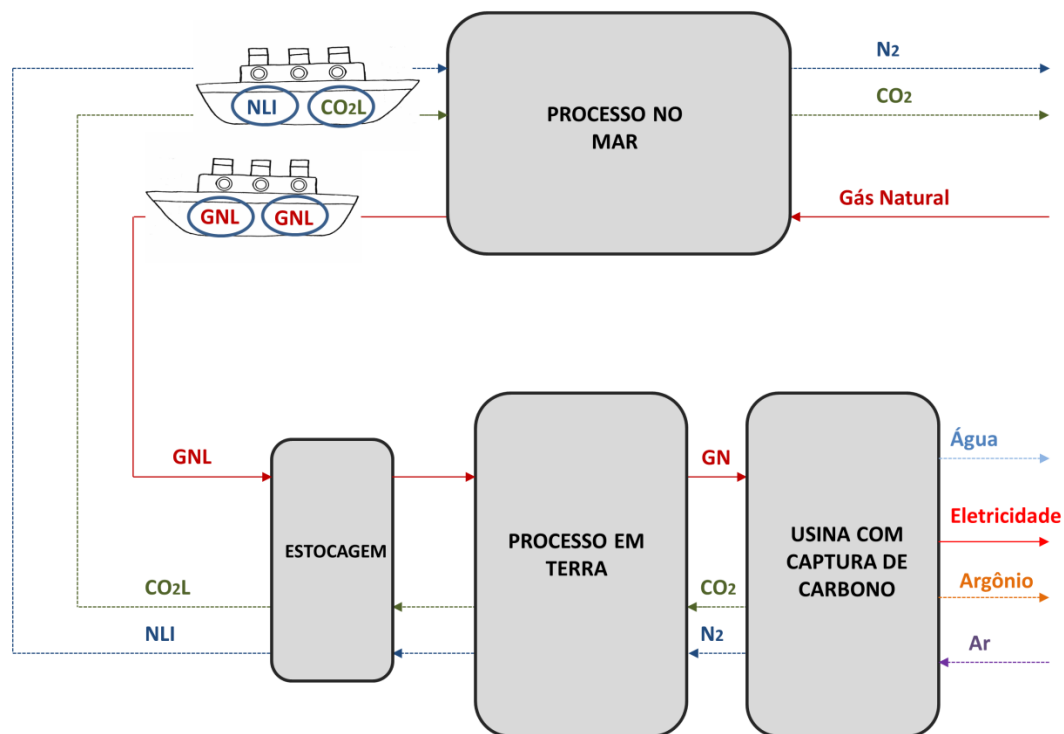 N2
NLI
CO2L
CO2
PROCESSO NO
MAR
GNL
GNL
Gás Natural
GNL
GN
Água
Eletricidade
ESTOCAGEM
PROCESSO EM
TERRA
USINA COM
CAPTURA DE
CARBONO
CO2L
CO2
Argônio
NLI
N2
Ar